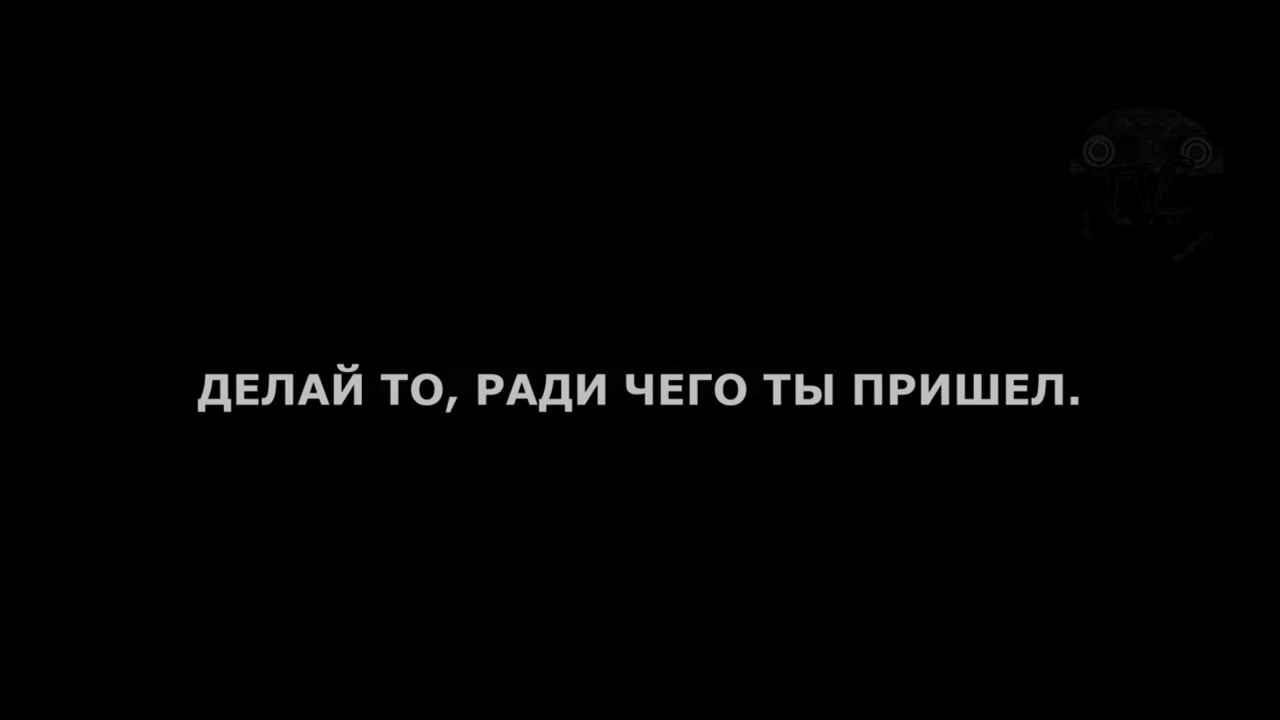 ДЕЛАЙ ТО, РАДИ ЧЕГО ТЫ ПРИШЕЛ.